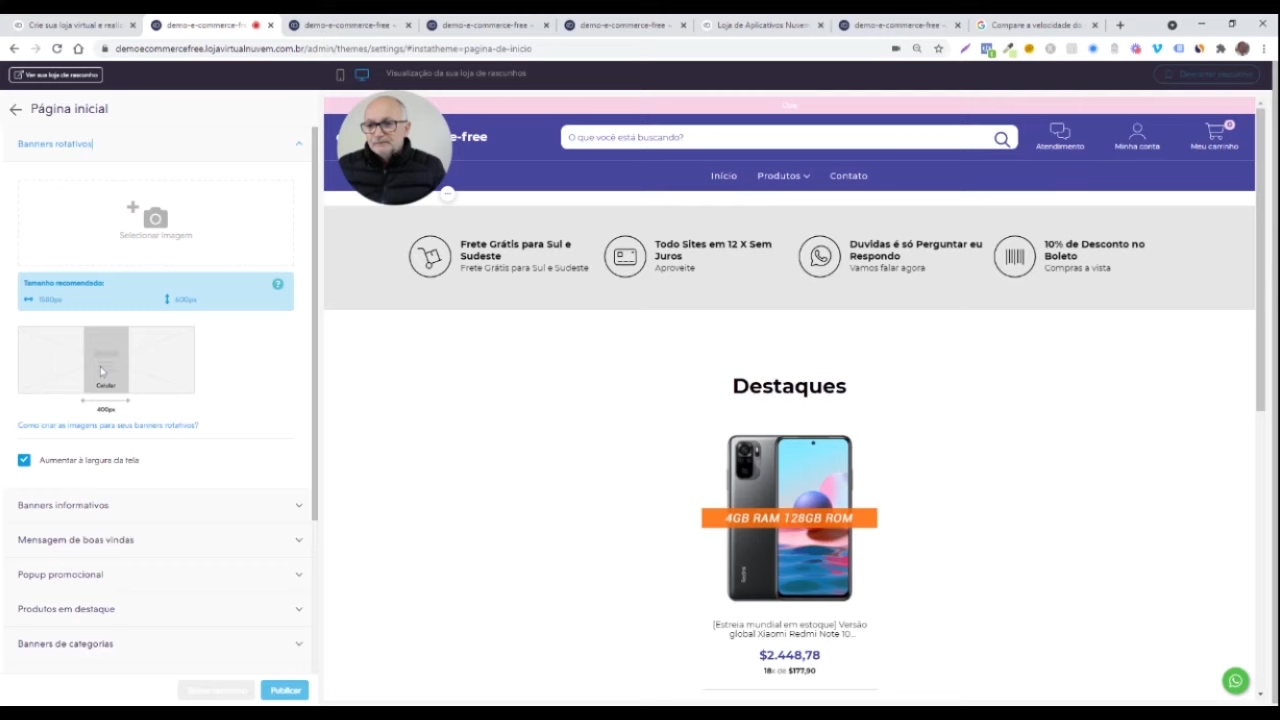 Crie sua loja virtual e realiz
demo-e-commerce-free
demo-e-commerce-free -
demo-e-commerce-free -
demo-e-commerce-free -
Loja de Aplicativos Nuvem
demo-e-commerce-free -
Compare a velocidade do
demoecommercefree.lojavirtualnuvem.com.br/admin/themes/settings/#instatheme=pagina-de-inicio
Ver sua loja de rascunho
Visualização da sua loja de rascunhos
Página inicial
Banners rotativos
Selecionar imagem
Tamanho recomendado:
Celular
400px
Como criar as imagens para seus banners rotativos?
Aumentar à largura da tela
Banners informativos
Mensagem de boas vindas
Popup promocional
Produtos em destaque
Banners de categorias
Publicar
e-free
O que você está buscando?
Atendimento
Minha conta
0
Meu carrinho
Início
Produtos
Contato
Frete Grátis para Sul e
Sudeste
Frete Grátis para Sul e Sudeste
Todo Sites em 12 X Sem
Juros
Aproveite
Duvidas é só Perguntar eu
Respondo
Vamos falar agora
10% de Desconto no
Boleto
Compras a vista
Destaques
4GB RAM 128GB ROM
Redmi
[Estreia mundial em estoque] Versão
global Xiaomi Redmi Note 10...
$2.448,78
18x de $177,90